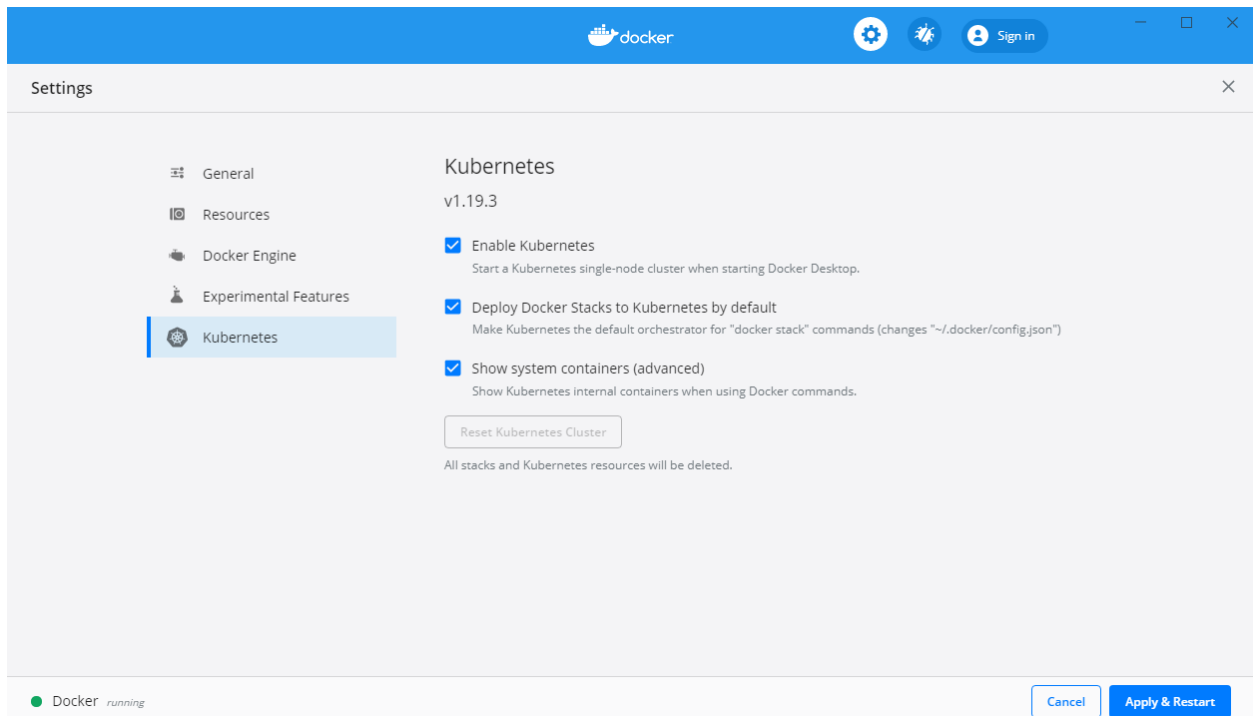 docker
Sign in
Settings
General
Resources
Docker Engine
Experimental Features
Kubernetes
Kubernetes
v1.19.3
Enable Kubernetes
Start a Kubernetes single-node cluster when starting Docker Desktop.
Deploy Docker Stacks to Kubernetes by default
Make Kubernetes the default orchestrator for "docker stack" commands (changes "~/.docker/config.json")
Show system containers (advanced)
Show Kubernetes internal containers when using Docker commands.
Reset Kubernetes Cluster
All stacks and Kubernetes resources will be deleted.
Docker running
Cancel
Apply & Restart